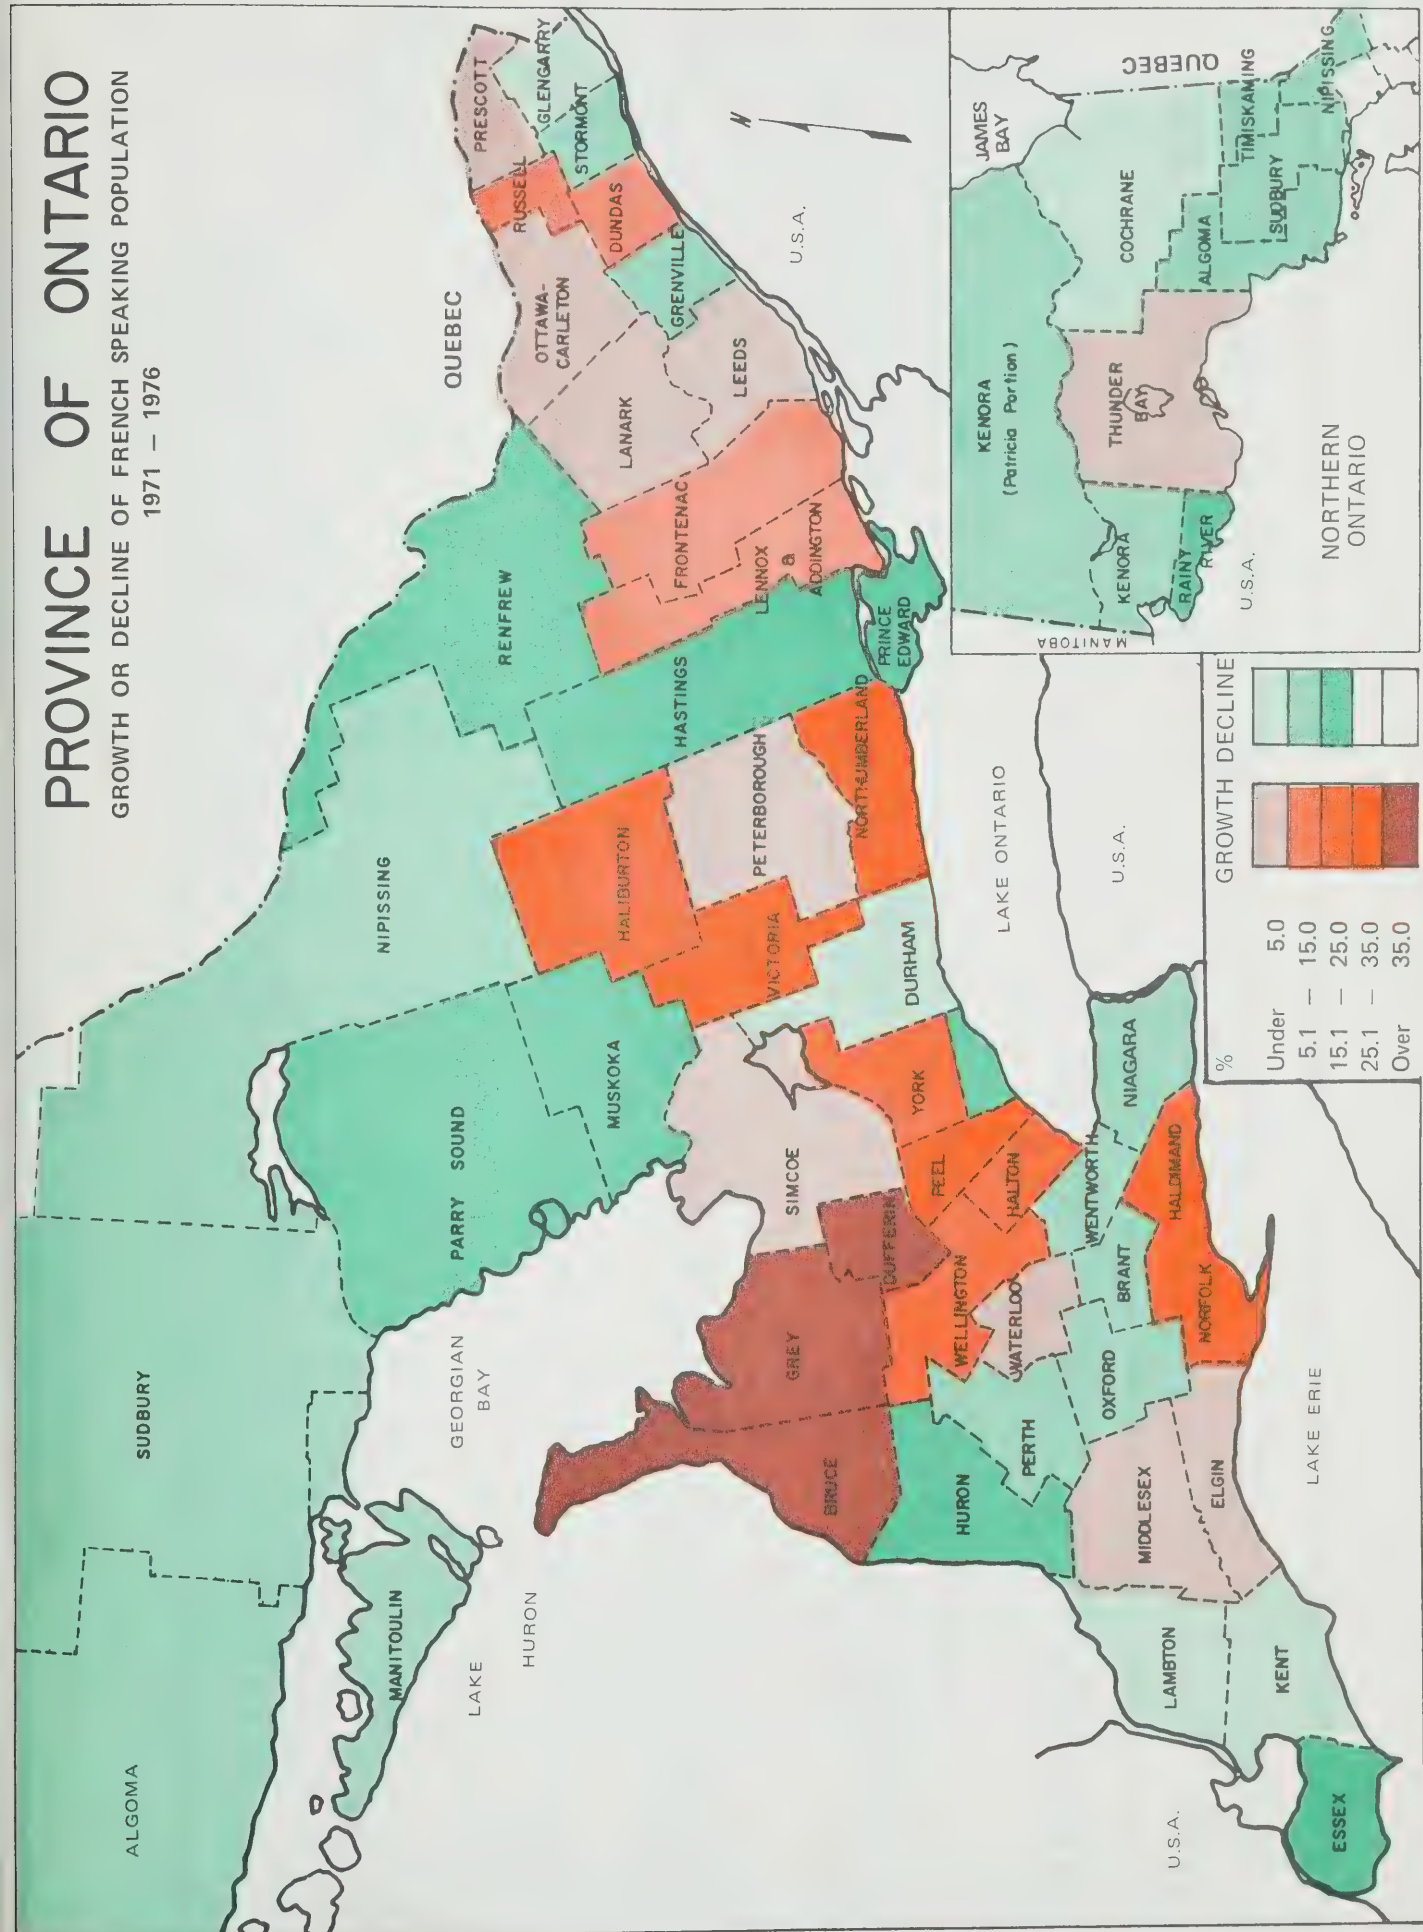 PROVINCE OF ONTARIO
GROWTH OR DECLINE OF FRENCH SPEAKING POPULATION
1971 – 1976
QUEBEC
ALGOMA
SUDBURY
NIPISSING
MANITOULIN
PARRY SOUND
MUSKOKA
RENFREW
HALIBURTON
HASTINGS
LAKE
HURON
GEORGIAN
BAY
PRESCOTT
GLENGARRY
STORMONT
RUSSELL
DUNDAS
OTTAWA-
CARLETON
GRENVILLE
LANARK
LEEDS
FRONTENAC
LENNOX
&
ADDINGTON
PRINCE
EDWARD
PETERBOROUGH
NORTHUMBERLAND
VICTORIA
DURHAM
SIMCOE
YORK
PEEL
HALTON
DUFFERIN
GREY
BRUCE
WELLINGTON
WATERLOO
WENTWORTH
NIAGARA
HALDIMAND
BRANT
NORFOLK
OXFORD
PERTH
HURON
MIDDLESEX
ELGIN
LAMBTON
KENT
ESSEX
LAKE ONTARIO
LAKE ERIE
U.S.A.
U.S.A.
U.S.A.
N
% GROWTH DECLINE
Under 5.0
5.1 – 15.0
15.1 – 25.0
25.1 – 35.0
Over 35.0
MANITOBA
KENORA
(Patricia Portion)
JAMES
BAY
QUEBEC
COCHRANE
KENORA
THUNDER
BAY
RAINY
RIVER
ALGOMA
TIMISKAMING
SUDBURY
NIPISSING
U.S.A.
NORTHERN
ONTARIO